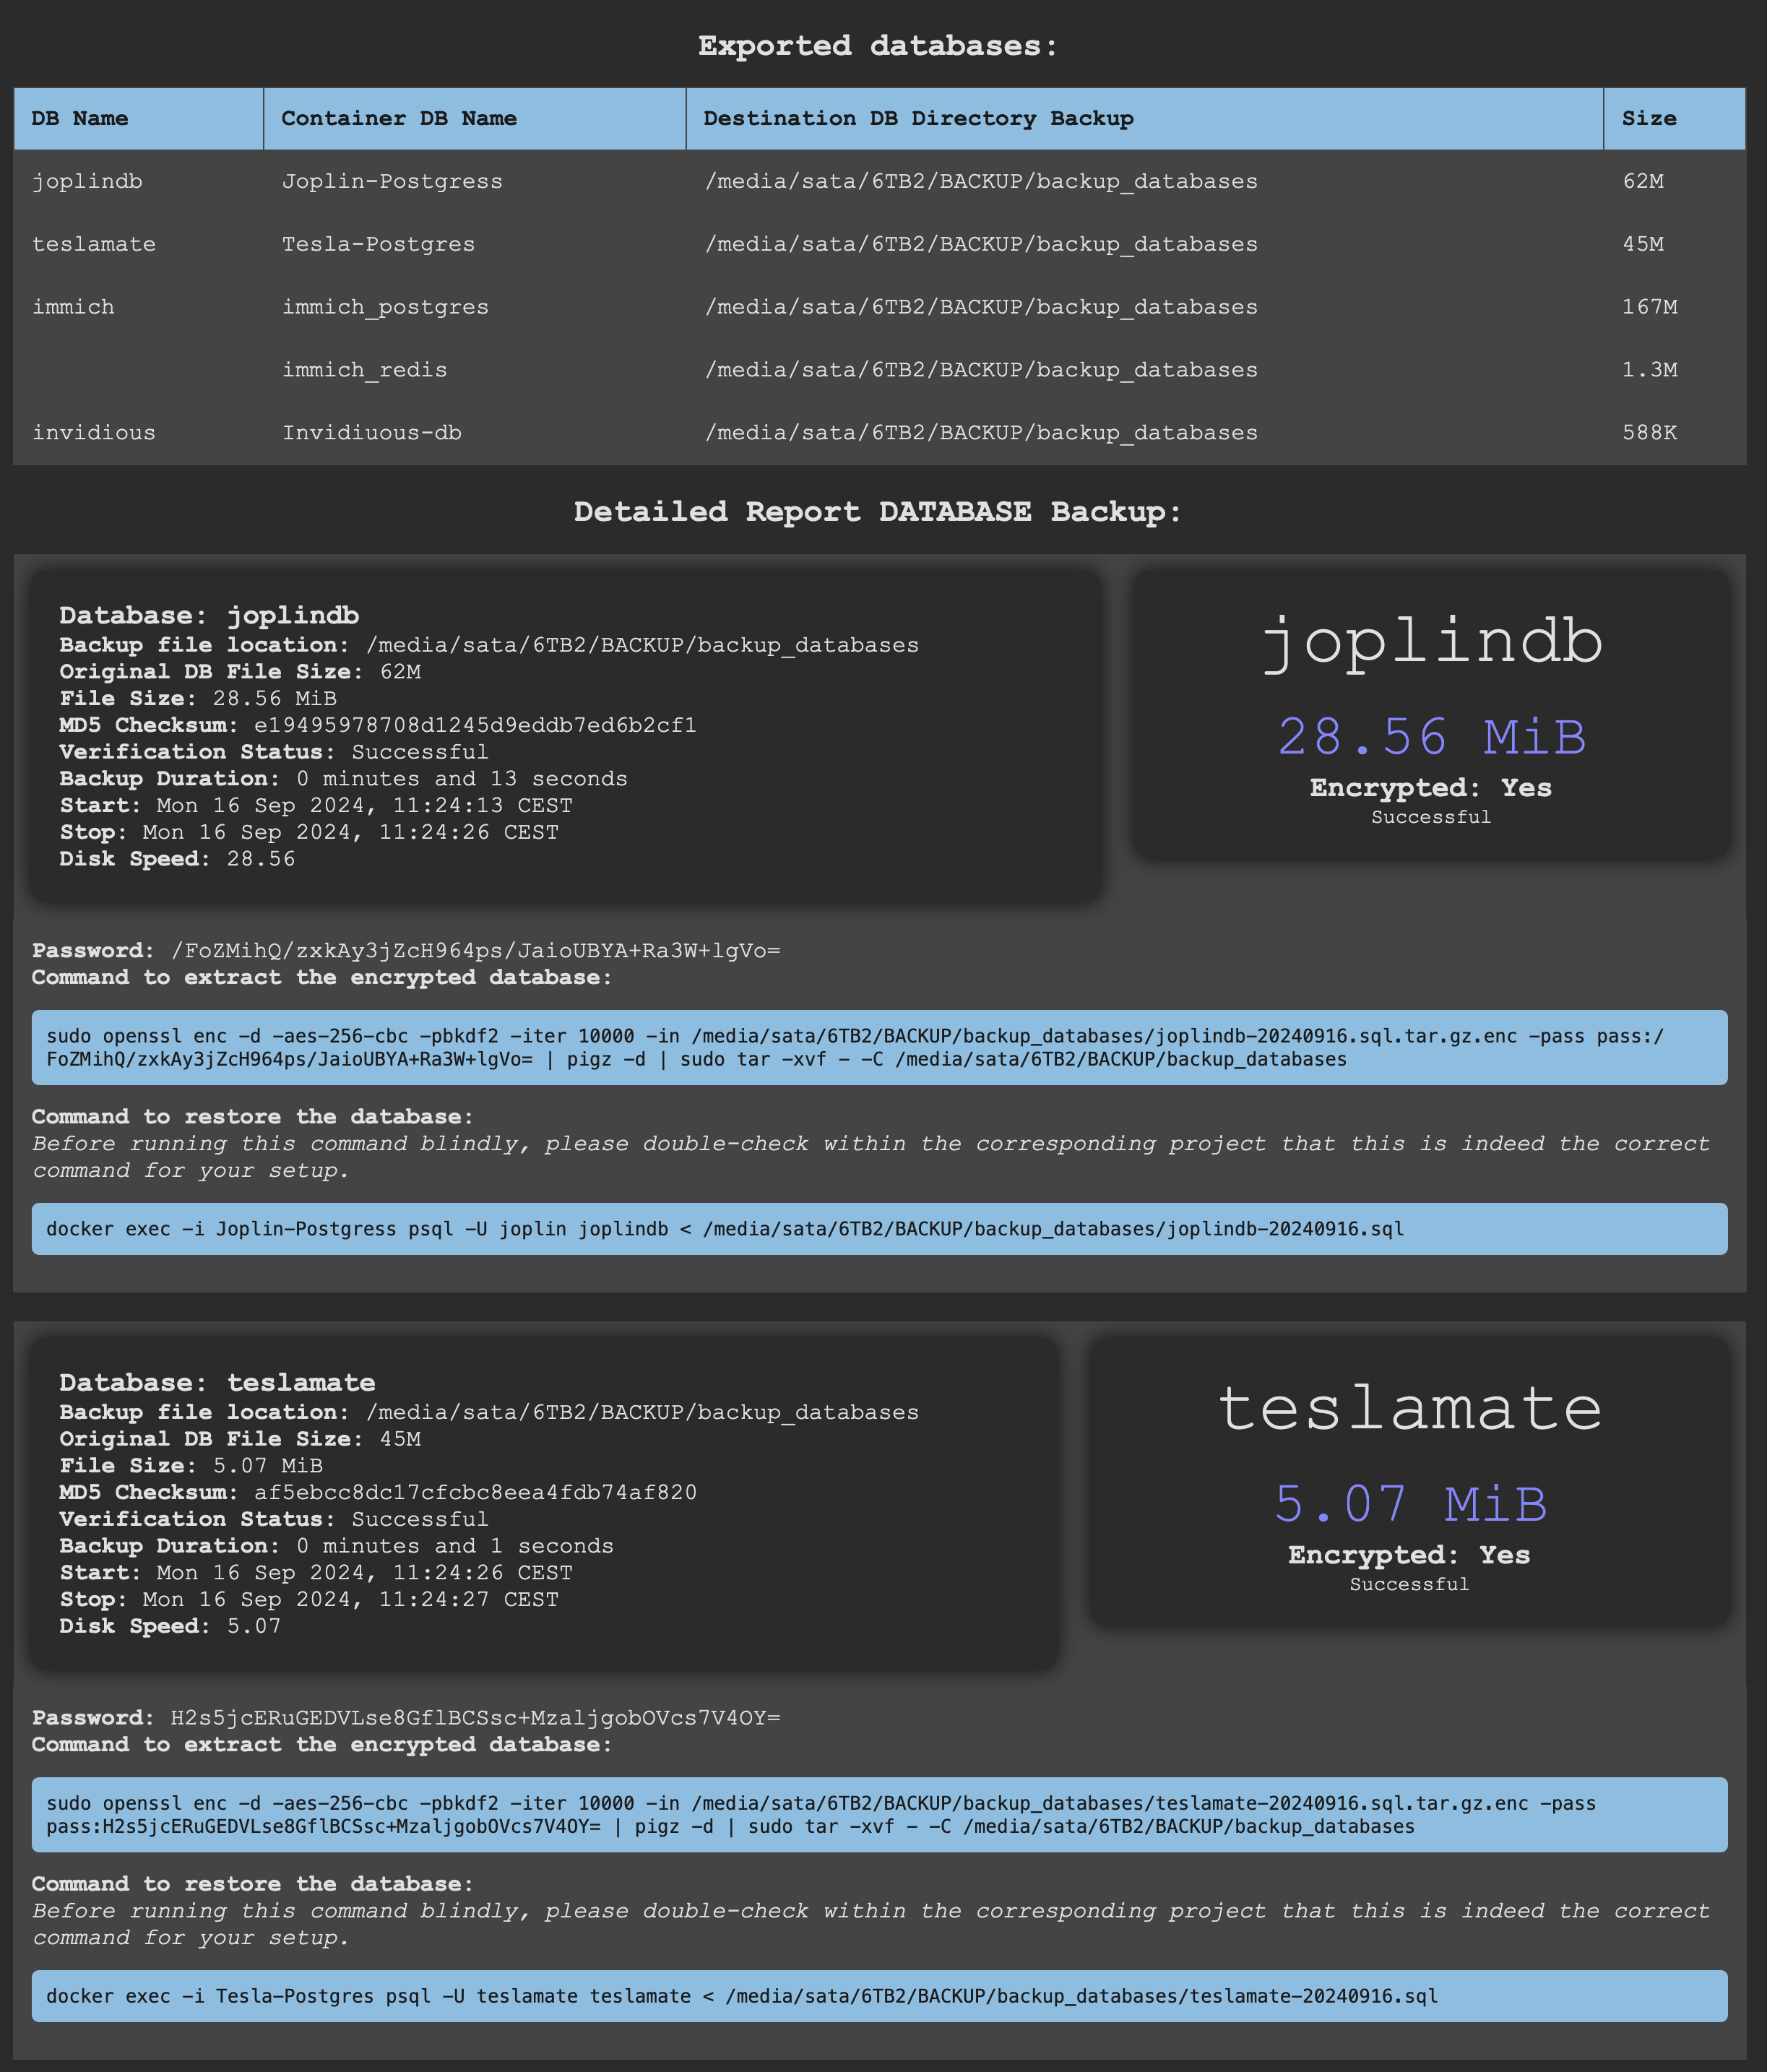 Exported databases:
DB Name Container DB Name Destination DB Directory Backup Size
joplindb Joplin-Postgress /media/sata/6TB2/BACKUP/backup_databases 62M
teslamate Tesla-Postgres /media/sata/6TB2/BACKUP/backup_databases 45M
immich immich_postgres /media/sata/6TB2/BACKUP/backup_databases 167M
immich_redis /media/sata/6TB2/BACKUP/backup_databases 1.3M
invidious Invidiuous-db /media/sata/6TB2/BACKUP/backup_databases 588K
Detailed Report DATABASE Backup:
Database: joplindb
Backup file location: /media/sata/6TB2/BACKUP/backup_databases
Original DB File Size: 62M
File Size: 28.56 MiB
MD5 Checksum: e19495978708d1245d9eddb7ed6b2cf1
Verification Status: Successful
Backup Duration: 0 minutes and 13 seconds
Start: Mon 16 Sep 2024, 11:24:13 CEST
Stop: Mon 16 Sep 2024, 11:24:26 CEST
Disk Speed: 28.56
joplindb
28.56 MiB
Encrypted: Yes
Successful
Password: /FoZMihQ/zxkAy3jZcH964ps/JaioUBYA+Ra3W+lgVo=
Command to extract the encrypted database:
sudo openssl enc -d -aes-256-cbc -pbkdf2 -iter 10000 -in /media/sata/6TB2/BACKUP/backup_databases/joplindb-20240916.sql.tar.gz.enc -pass pass:/
FoZMihQ/zxkAy3jZcH964ps/JaioUBYA+Ra3W+lgVo= | pigz -d | sudo tar -xvf - -C /media/sata/6TB2/BACKUP/backup_databases
Command to restore the database:
Before running this command blindly, please double-check within the corresponding project that this is indeed the correct
command for your setup.
docker exec -i Joplin-Postgress psql -U joplin joplindb < /media/sata/6TB2/BACKUP/backup_databases/joplindb-20240916.sql
Database: teslamate
Backup file location: /media/sata/6TB2/BACKUP/backup_databases
Original DB File Size: 45M
File Size: 5.07 MiB
MD5 Checksum: af5ebcc8dc17cfcbc8eea4fdb74af820
Verification Status: Successful
Backup Duration: 0 minutes and 1 seconds
Start: Mon 16 Sep 2024, 11:24:26 CEST
Stop: Mon 16 Sep 2024, 11:24:27 CEST
Disk Speed: 5.07
teslamate
5.07 MiB
Encrypted: Yes
Successful
Password: H2s5jcERuGEDVLse8GflBCSsc+MzaljgobOVcs7V4OY=
Command to extract the encrypted database:
sudo openssl enc -d -aes-256-cbc -pbkdf2 -iter 10000 -in /media/sata/6TB2/BACKUP/backup_databases/teslamate-20240916.sql.tar.gz.enc -pass
pass:H2s5jcERuGEDVLse8GflBCSsc+MzaljgobOVcs7V4OY= | pigz -d | sudo tar -xvf - -C /media/sata/6TB2/BACKUP/backup_databases
Command to restore the database:
Before running this command blindly, please double-check within the corresponding project that this is indeed the correct
command for your setup.
docker exec -i Tesla-Postgres psql -U teslamate teslamate < /media/sata/6TB2/BACKUP/backup_databases/teslamate-20240916.sql